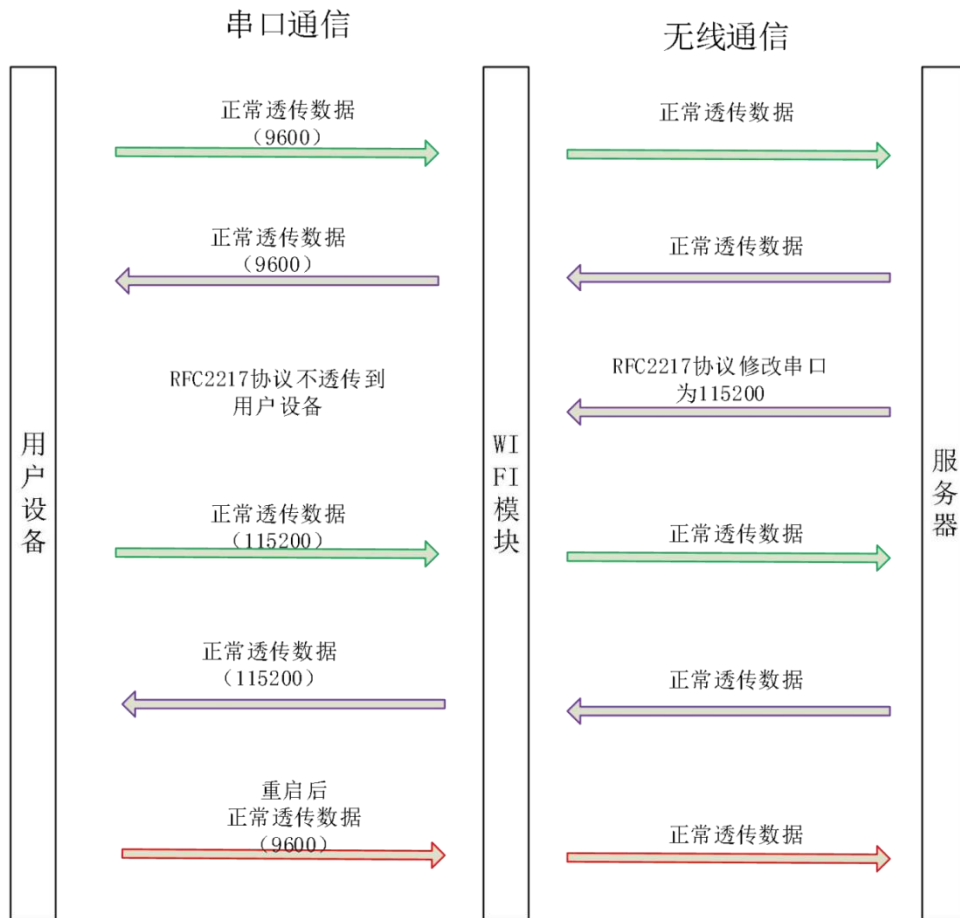 串口通信
无线通信
正常透传数据
（9600）
正常透传数据
正常透传数据
（9600）
正常透传数据
RFC2217协议不透传到
用户设备
RFC2217协议修改串口
为115200
用户设备
WI
FI
模块
服务器
正常透传数据
(115200)
正常透传数据
正常透传数据
（115200）
正常透传数据
重启后
正常透传数据
(9600)
正常透传数据